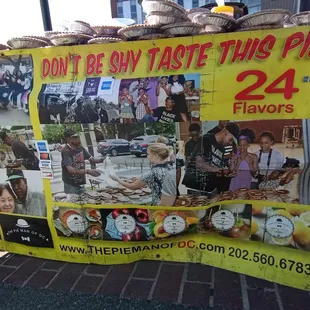 DON'T BE SHY TASTE THIS PI
24
Flavors
WWW.THEPIEMANOFDC.com 202.560.6783